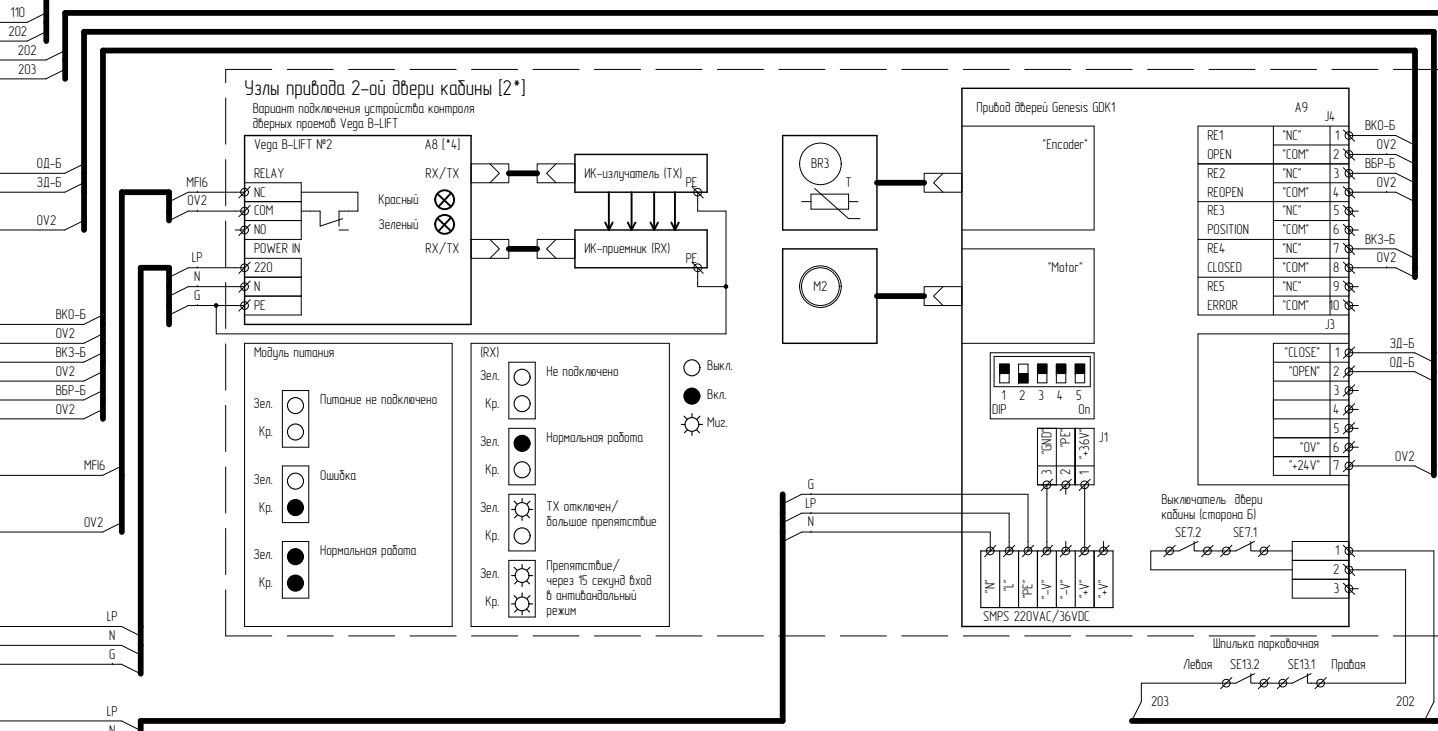 110
202
202
203
ОД-Б
ЗД-Б
0V2
ВКО-Б
0V2
ВКЗ-Б
0V2
ВБР-Б
0V2
MFI6
0V2
LP
N
G
LP
N
Узлы привода 2-ой двери кабины [2*]
Вариант подключения устройства контроля
дверных проемов Vega B-LIFT
Vega B-LIFT №2
A8 [*4]
MFI6
0V2
LP
N
G
RELAY
NC
COM
NO
POWER IN
220
N
PE
RX/TX
Красный
Зеленый
RX/TX
ИК-излучатель (TX)
PE
ИК-приемник (RX)
PE
Модуль питания
Зел.
Кр.
Питание не подключено
Зел.
Кр.
Ошибка
Зел.
Кр.
Нормальная работа
(RX)
Зел.
Кр.
Не подключено
Зел.
Кр.
Нормальная работа
Зел.
Кр.
TX отключен/
большое препятствие
Зел.
Кр.
Препятствие/
через 15 секунд вход
в антивандальный
режим
Выкл.
Вкл.
Миг.
BR3
T
M2
Привод дверей Genesis GDK1
A9
"Encoder"
"Motor"
1 2 3 4 5
DIP On
J4
RE1 "NC" 1 ВКО-Б
OPEN "COM" 2 0V2
RE2 "NC" 3 ВБР-Б
REOPEN "COM" 4 0V2
RE3 "NC" 5
POSITION "COM" 6
RE4 "NC" 7 ВКЗ-Б
CLOSED "COM" 8 0V2
RE5 "NC" 9
ERROR "COM" 10
J3
"CLOSE" 1 ЗД-Б
"OPEN" 2 ОД-Б
3
4
5
"0V" 6
"+24V" 7 0V2
"GND" "PE" "+36V" J1
3 2 1
G
LP
N
"N" "L" "PE" "-V" "-V" "+V" "+V"
SMPS 220VAC/36VDC
Выключатель двери
кабины (сторона Б)
SE7.2 SE7.1
1
2
3
Шпилька парковочная
Левая SE13.2 SE13.1 Правая
203
202